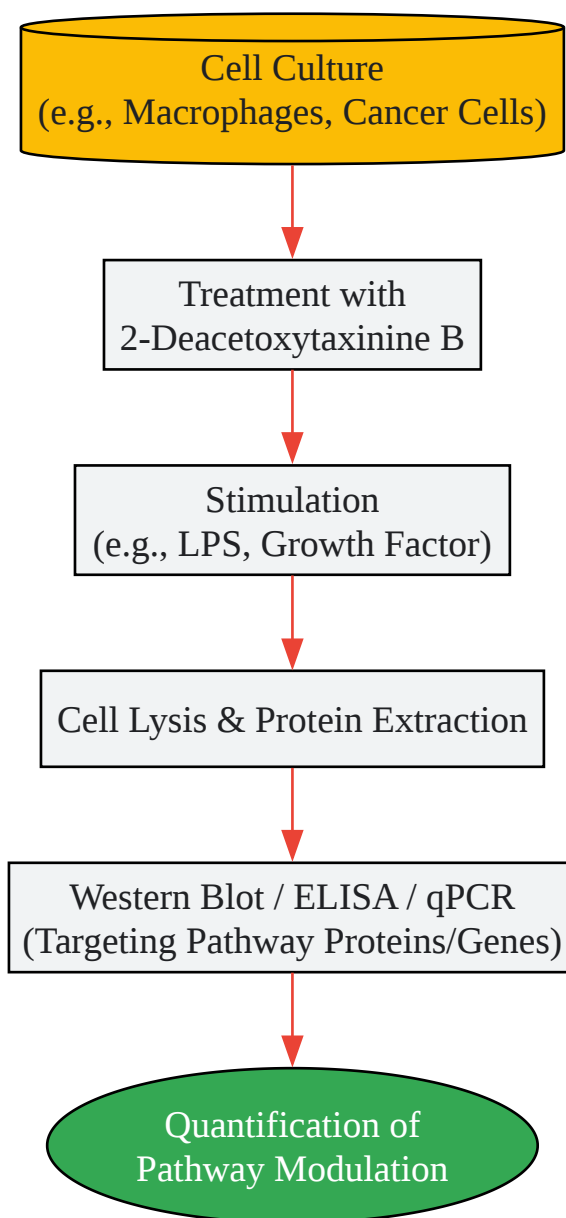 Cell Culture
(e.g., Macrophages, Cancer Cells)
Treatment with
2-Deacetoxytaxinine B
Stimulation
(e.g., LPS, Growth Factor)
Cell Lysis & Protein Extraction
Western Blot / ELISA / qPCR
(Targeting Pathway Proteins/Genes)
Quantification of
Pathway Modulation